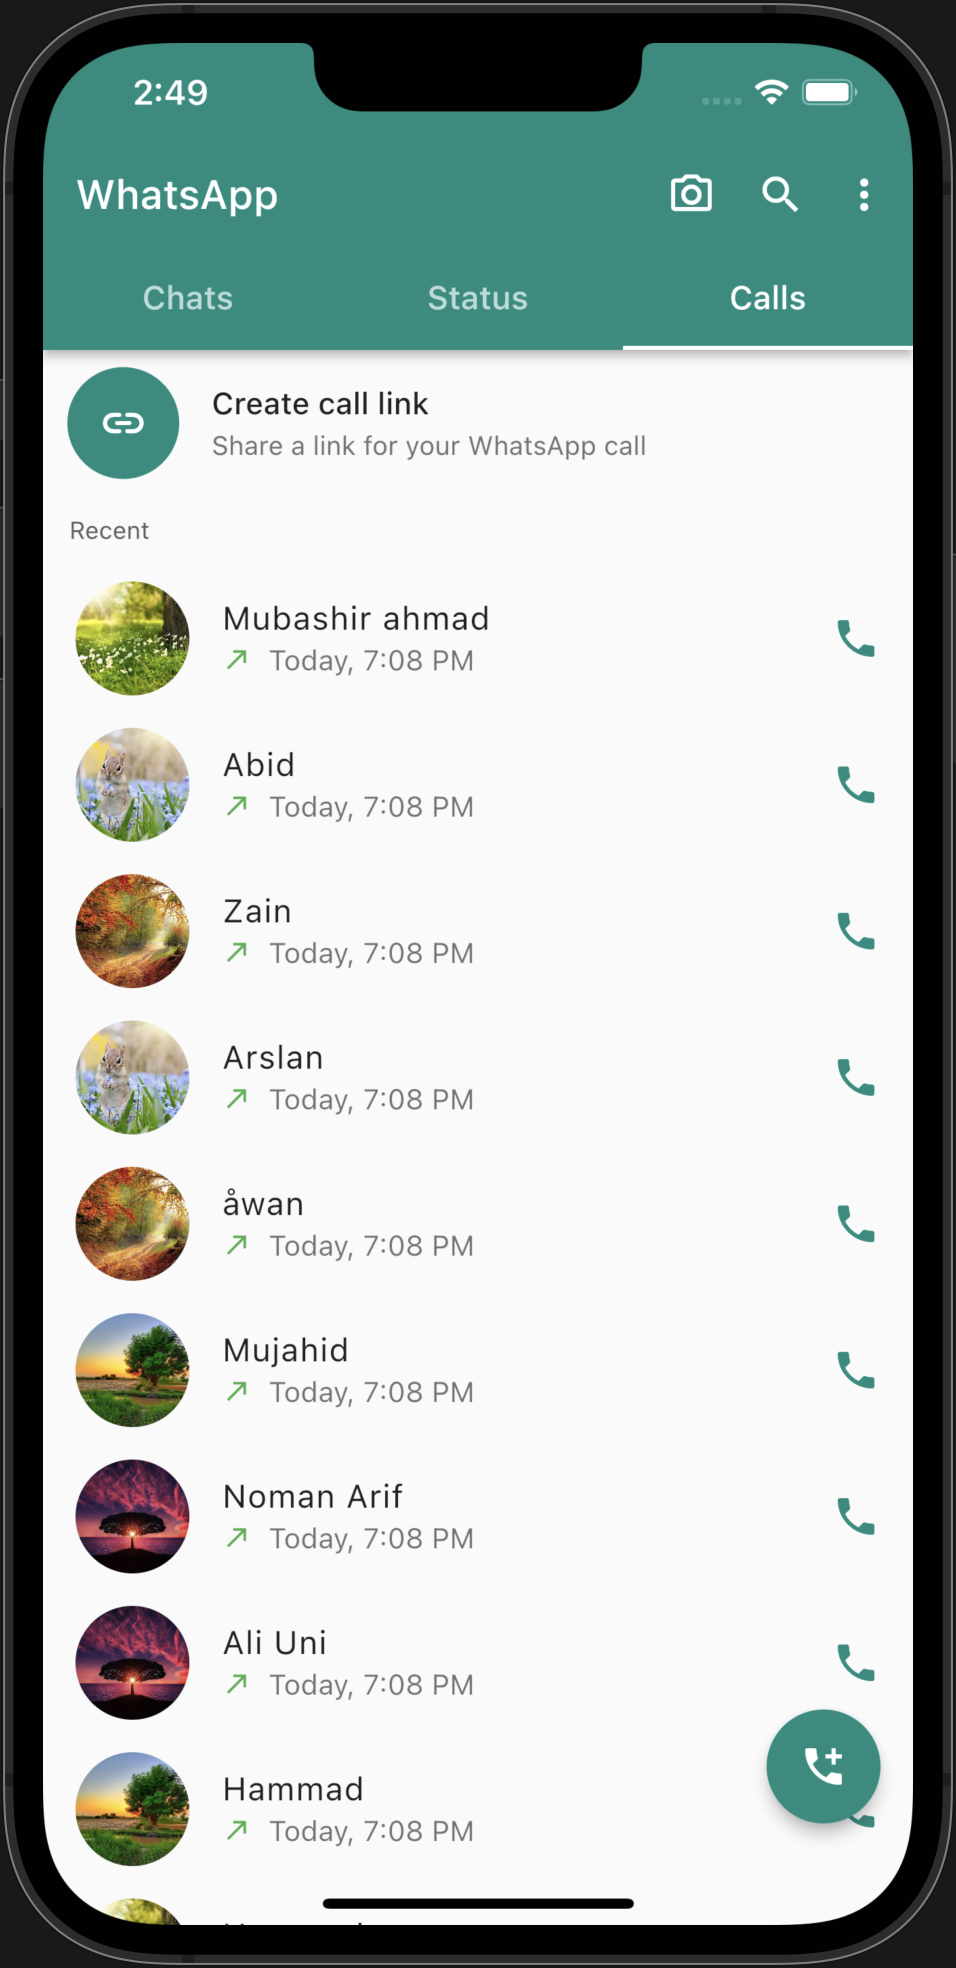 2:49
WhatsApp
Chats Status Calls
Create call link
Share a link for your WhatsApp call
Recent
Mubashir ahmad
Today, 7:08 PM
Abid
Today, 7:08 PM
Zain
Today, 7:08 PM
Arslan
Today, 7:08 PM
åwan
Today, 7:08 PM
Mujahid
Today, 7:08 PM
Noman Arif
Today, 7:08 PM
Ali Uni
Today, 7:08 PM
Hammad
Today, 7:08 PM